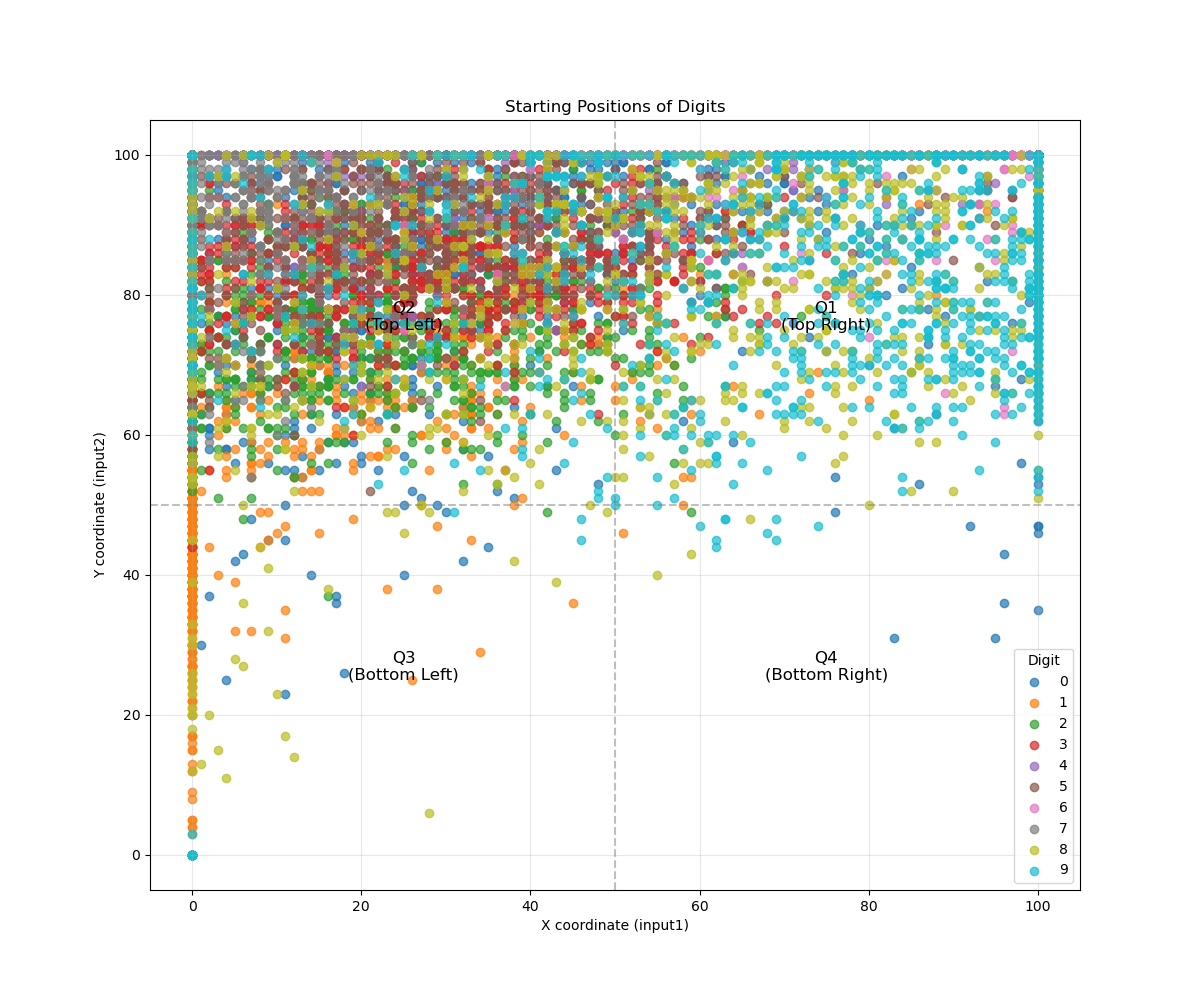 Starting Positions of Digits
100
80
60
40
20
0
Y coordinate (input2)
Q2
(Top Left)
Q1
(Top Right)
Q3
(Bottom Left)
Q4
(Bottom Right)
Digit
0
1
2
3
4
5
6
7
8
9
0 20 40 60 80 100
X coordinate (input1)